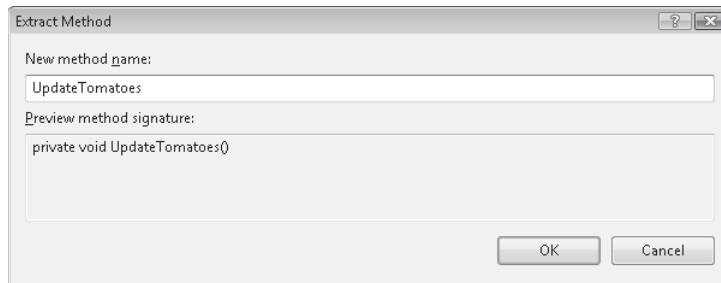 Extract Method
New method name:
UpdateTomatoes
Preview method signature:
private void UpdateTomatoes()
OK Cancel